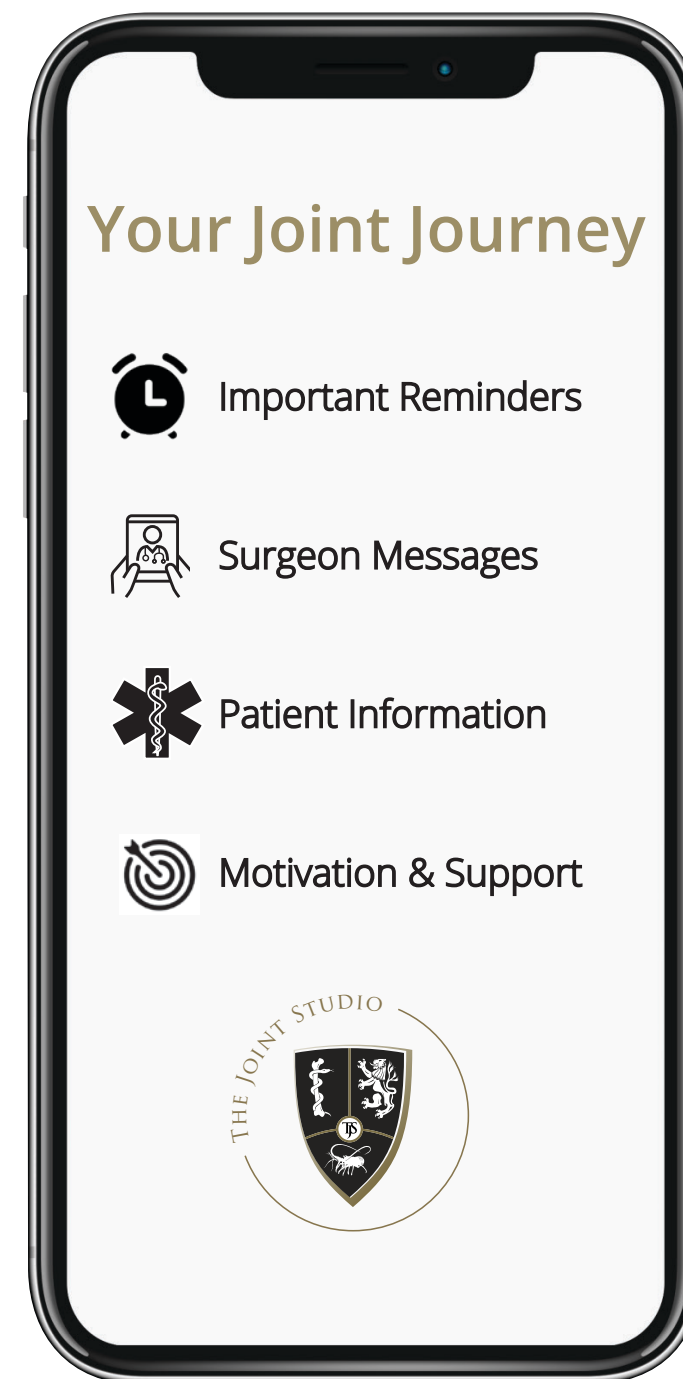 Your Joint Journey
Important Reminders
Surgeon Messages
Patient Information
Motivation & Support
THE JOINT STUDIO
TJS